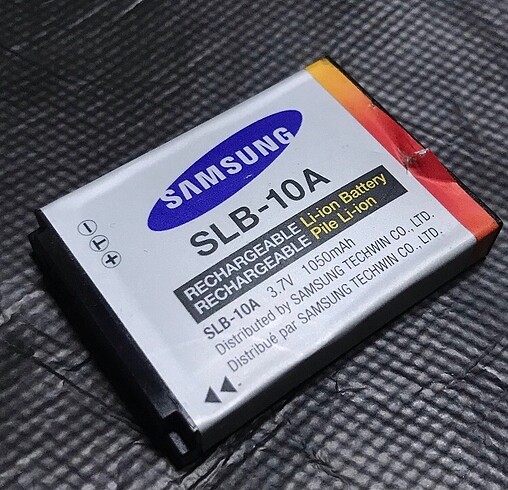 SAMSUNG
SLB-10A
RECHARGEABLE Li-ion Battery
RECHARGEABLE Pile Li-ion
SLB-10A 3.7V 1050mAh
Distributed by SAMSUNG TECHWIN CO., LTD.
Distribué par SAMSUNG TECHWIN CO., LTD.
- T +